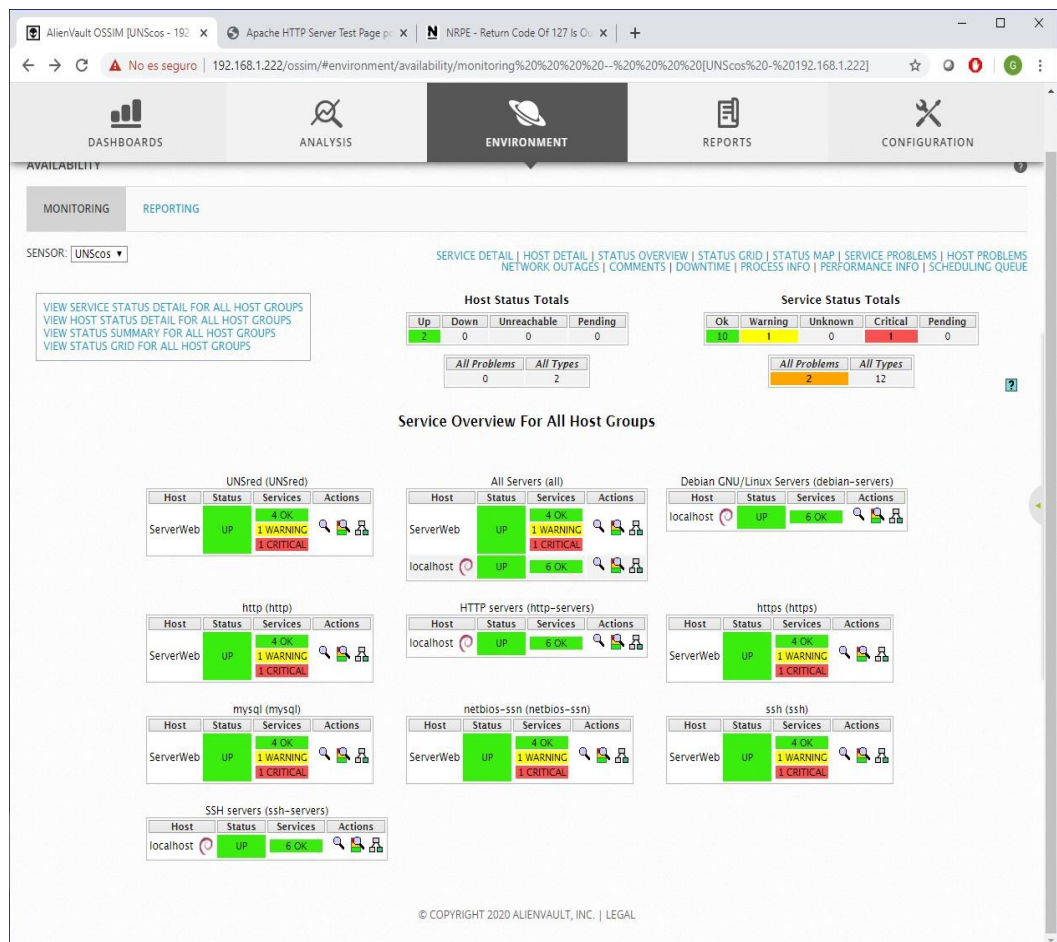 AlienVault OSSIM [UNScos - 192
Apache HTTP Server Test Page p
NRPE - Return Code Of 127 Is O
No es seguro | 192.168.1.222/ossim/#environment/availability/monitoring%20%20%20%20--%20%20%20%20[UNScos%20-%20192.168.1.222]
G
DASHBOARDS ANALYSIS ENVIRONMENT REPORTS CONFIGURATION
AVAILABILITY
MONITORING REPORTING
SENSOR: UNScos
SERVICE DETAIL | HOST DETAIL | STATUS OVERVIEW | STATUS GRID | STATUS MAP | SERVICE PROBLEMS | HOST PROBLEMS
NETWORK OUTAGES | COMMENTS | DOWNTIME | PROCESS INFO | PERFORMANCE INFO | SCHEDULING QUEUE
VIEW SERVICE STATUS DETAIL FOR ALL HOST GROUPS
VIEW HOST STATUS DETAIL FOR ALL HOST GROUPS
VIEW STATUS SUMMARY FOR ALL HOST GROUPS
VIEW STATUS GRID FOR ALL HOST GROUPS
Host Status Totals
Up Down Unreachable Pending
2 0 0 0
All Problems All Types
0 2
Service Status Totals
Ok Warning Unknown Critical Pending
10 1 0 1 0
All Problems All Types
2 12
?
Service Overview For All Host Groups
UNSred (UNSred)
Host Status Services Actions
ServerWeb UP 4 OK
1 WARNING
1 CRITICAL
All Servers (all)
Host Status Services Actions
ServerWeb UP 4 OK
1 WARNING
1 CRITICAL
localhost UP 6 OK
Debian GNU/Linux Servers (debian-servers)
Host Status Services Actions
localhost UP 6 OK
http (http)
Host Status Services Actions
ServerWeb UP 4 OK
1 WARNING
1 CRITICAL
HTTP servers (http-servers)
Host Status Services Actions
localhost UP 6 OK
https (https)
Host Status Services Actions
ServerWeb UP 4 OK
1 WARNING
1 CRITICAL
mysql (mysql)
Host Status Services Actions
ServerWeb UP 4 OK
1 WARNING
1 CRITICAL
netbios-ssn (netbios-ssn)
Host Status Services Actions
ServerWeb UP 4 OK
1 WARNING
1 CRITICAL
ssh (ssh)
Host Status Services Actions
ServerWeb UP 4 OK
1 WARNING
1 CRITICAL
SSH servers (ssh-servers)
Host Status Services Actions
localhost UP 6 OK
© COPYRIGHT 2020 ALIENVAULT, INC. | LEGAL